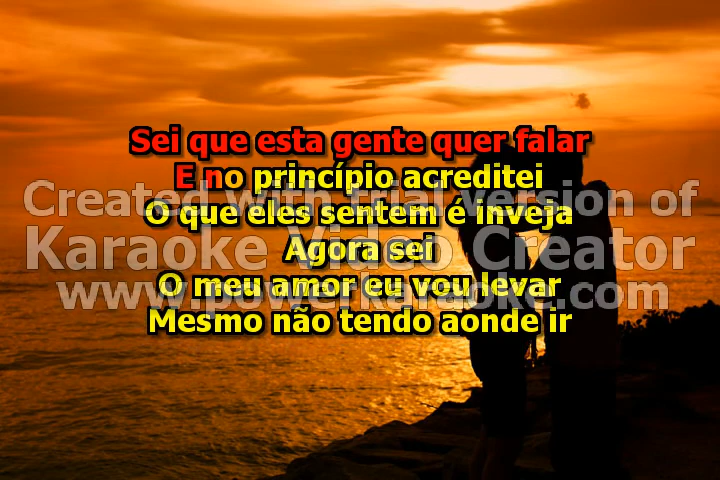 Sei que esta gente quer falar
E no princípio acreditei
Created with trial version of
O que eles sentem é inveja
Karaoke Video Creator
Agora sei
www.powerkaraoke.com
O meu amor eu vou levar
Mesmo não tendo aonde ir